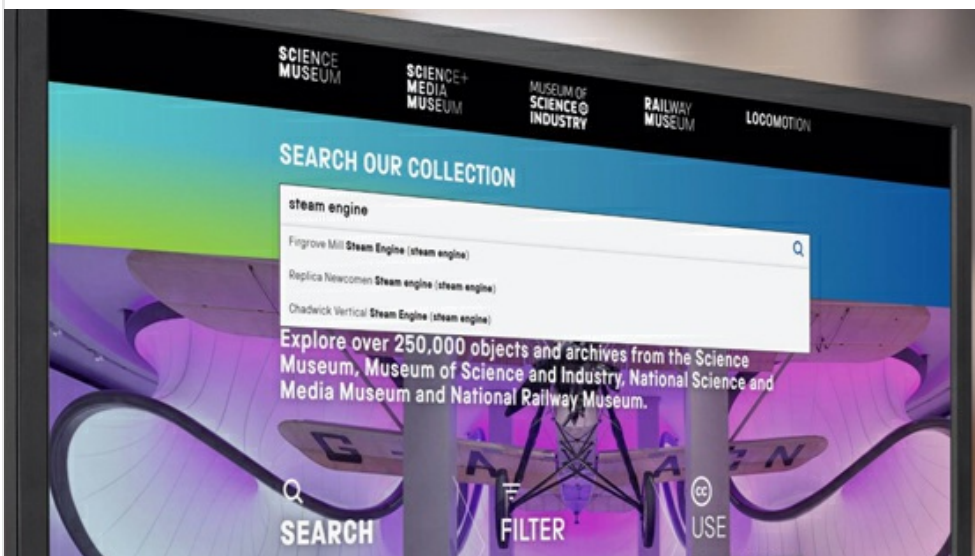 SCIENCE
MUSEUM
SCIENCE+
MEDIA
MUSEUM
MUSEUM OF
SCIENCE
INDUSTRY
RAILWAY
MUSEUM
LOCOMOTION
SEARCH OUR COLLECTION
steam engine
Firgrove Mill Steam Engine (steam engine)
Replica Newcomen Steam engine (steam engine)
Chadwick Vertical Steam Engine (steam engine)
Explore over 250,000 objects and archives from the Science
Museum, Museum of Science and Industry, National Science and
Media Museum and National Railway Museum.
G-AAAN
cc
SEARCH
FILTER
USE